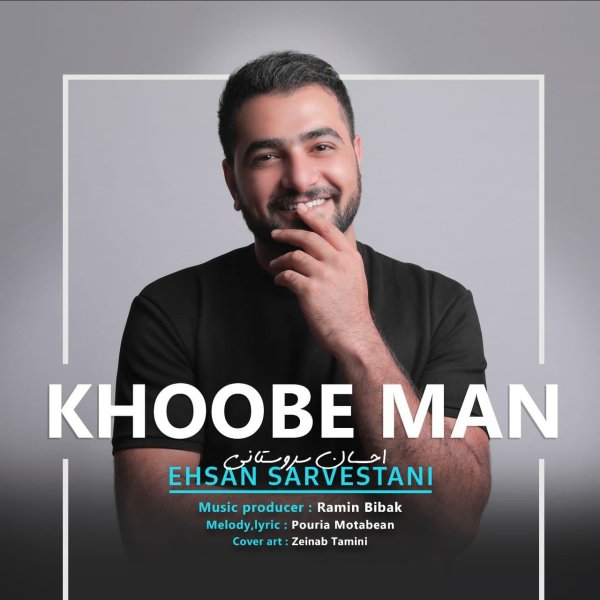 KHOOBE MAN
احسان سروستانی
EHSAN SARVESTANI
Music producer : Ramin Bibak
Melody,lyric : Pouria Motabean
Cover art : Zeinab Tamini